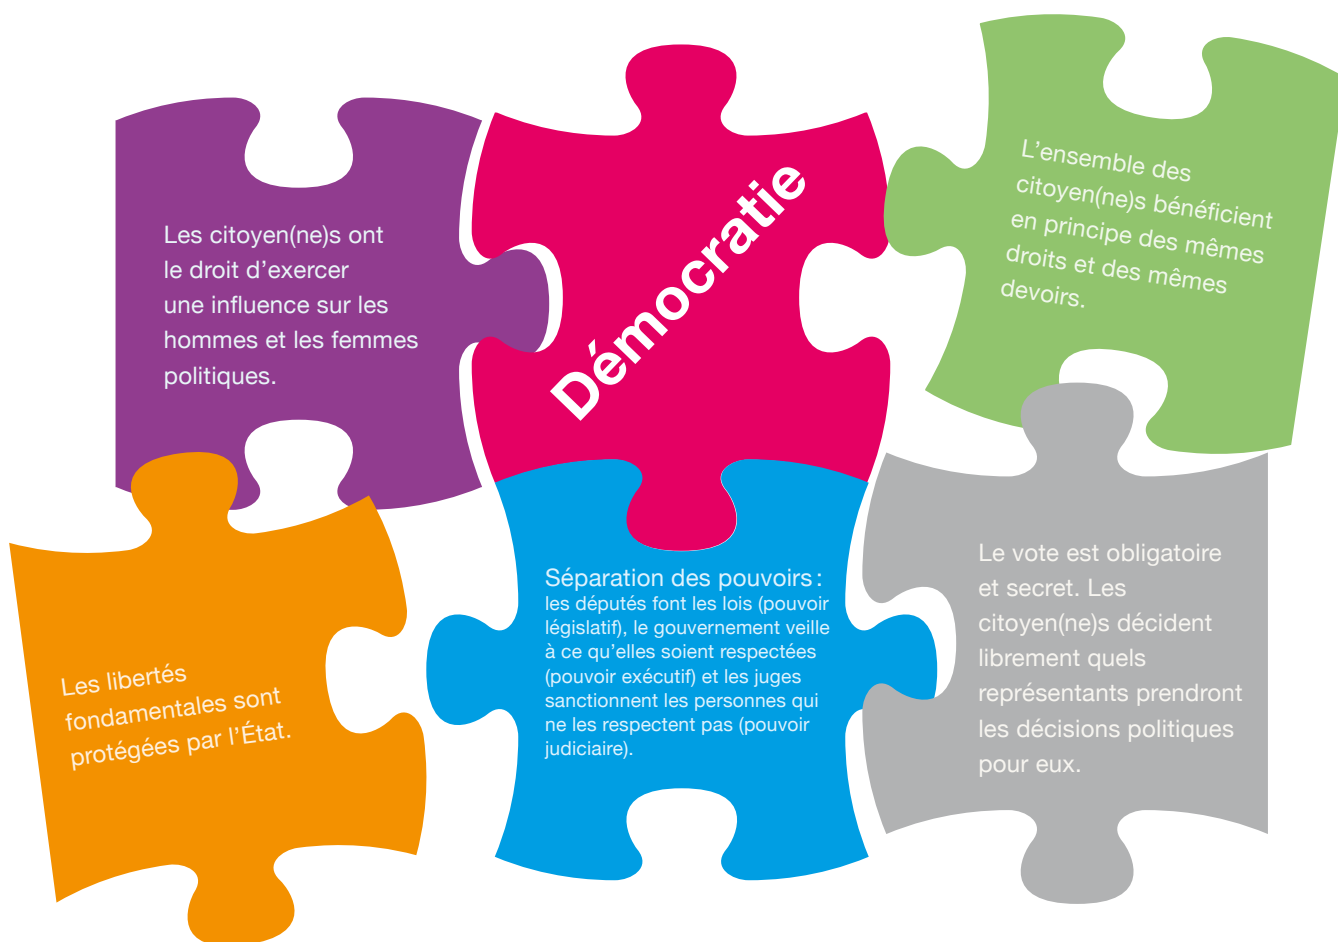 Démocratie
Les citoyen(ne)s ont
le droit d’exercer
une influence sur les
hommes et les femmes
politiques.
L’ensemble des
citoyen(ne)s bénéficient
en principe des mêmes
droits et des mêmes
devoirs.
Les libertés
fondamentales sont
protégées par l’État.
Séparation des pouvoirs :
les députés font les lois (pouvoir
législatif), le gouvernement veille
à ce qu’elles soient respectées
(pouvoir exécutif) et les juges
sanctionnent les personnes qui
ne les respectent pas (pouvoir
judiciaire).
Le vote est obligatoire
et secret. Les
citoyen(ne)s décident
librement quels
représentants prendront
les décisions politiques
pour eux.